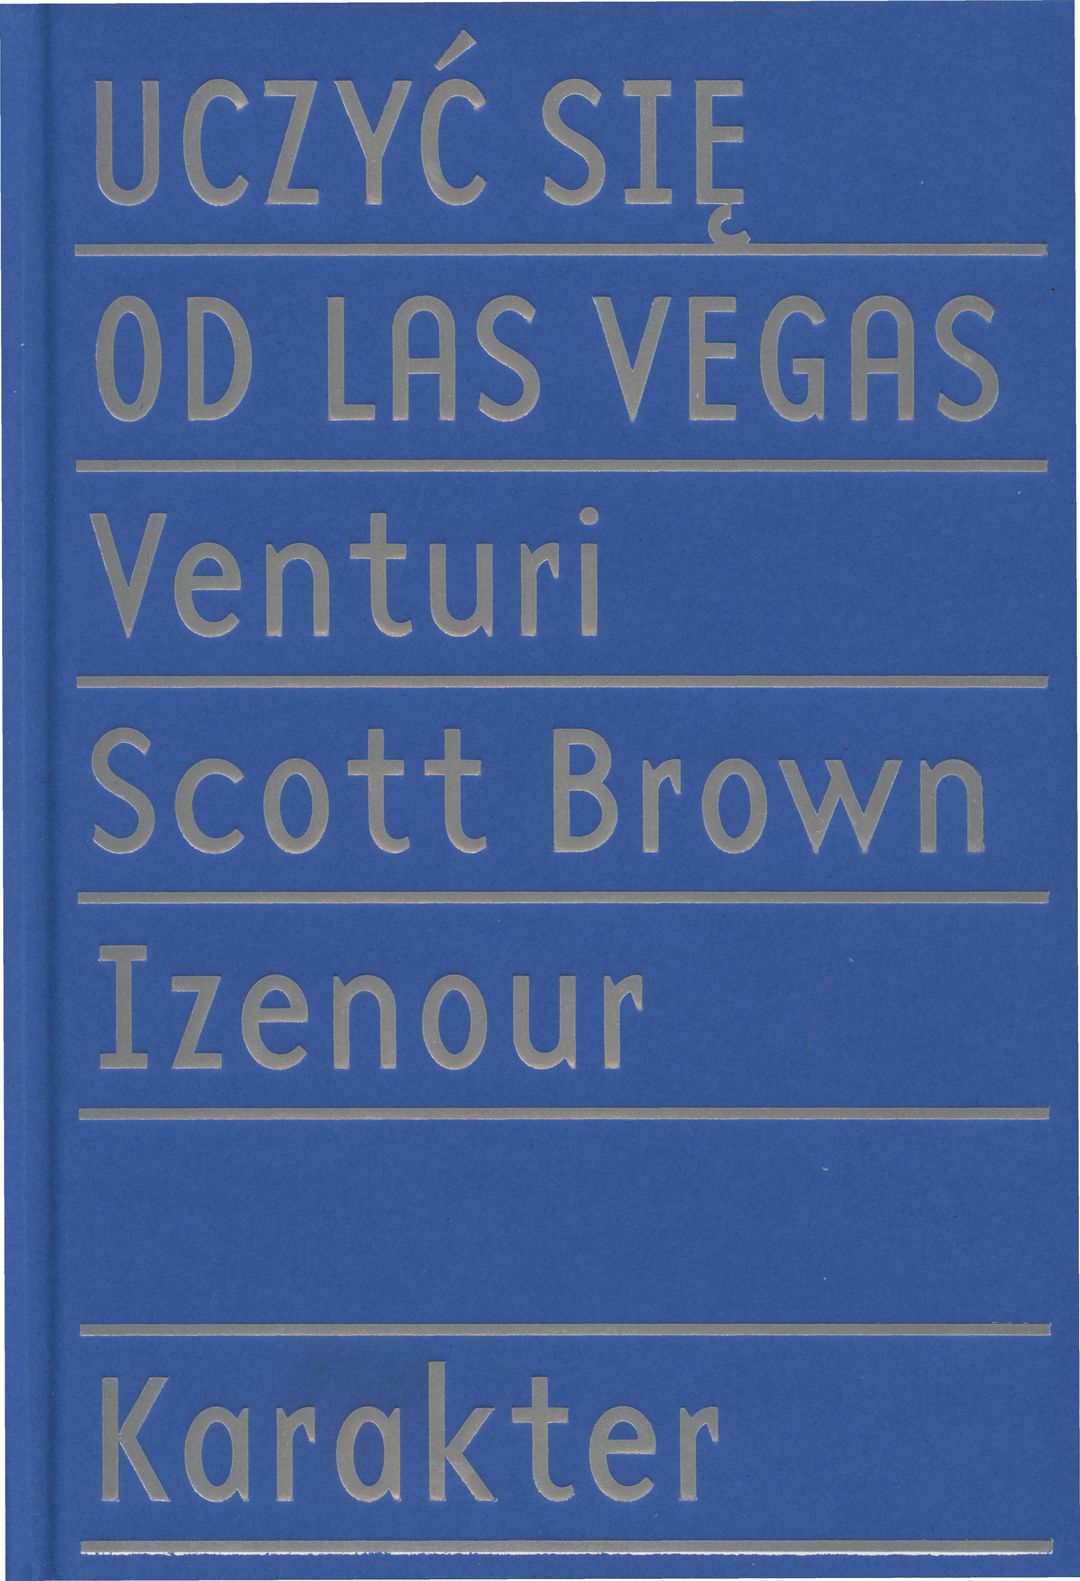 UCZYĆ SIĘ
OD LAS VEGAS
Venturi
Scott Brown
Izenour
Karakter